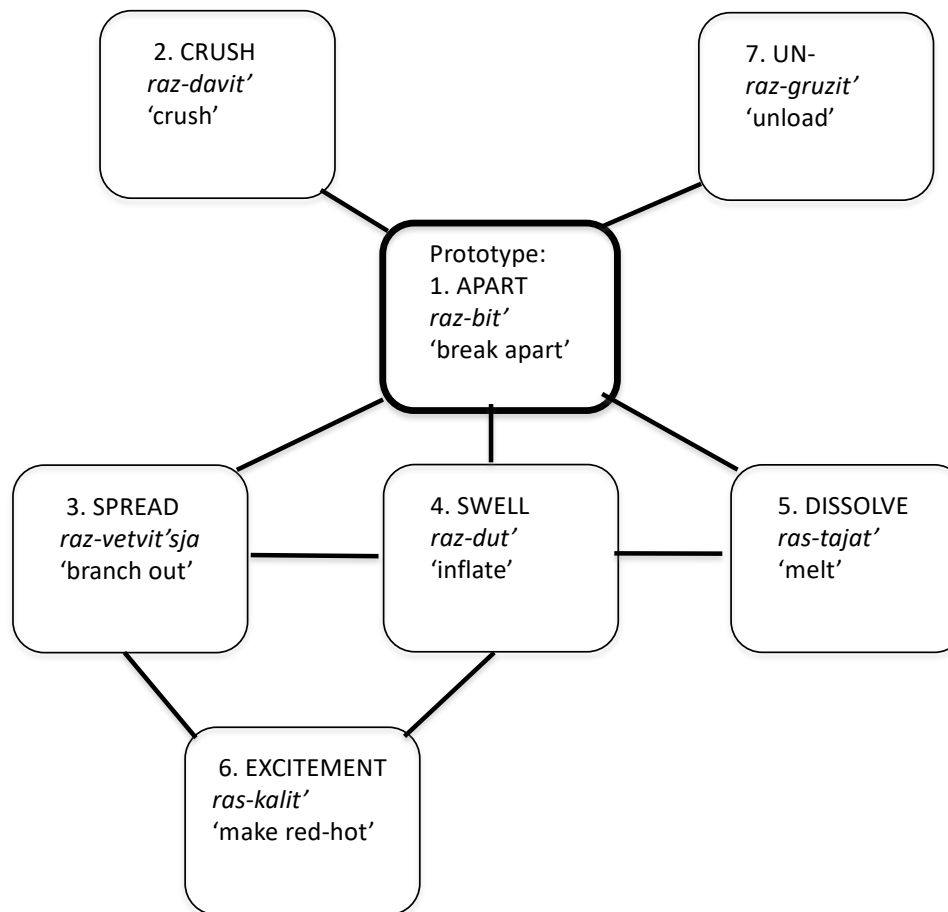 2. CRUSH
raz-davit’
‘crush’
7. UN-
raz-gruzit’
‘unload’
Prototype:
1. APART
raz-bit’
‘break apart’
3. SPREAD
raz-vetvit’sja
‘branch out’
4. SWELL
raz-dut’
‘inflate’
5. DISSOLVE
ras-tajat’
‘melt’
6. EXCITEMENT
ras-kalit’
‘make red-hot’